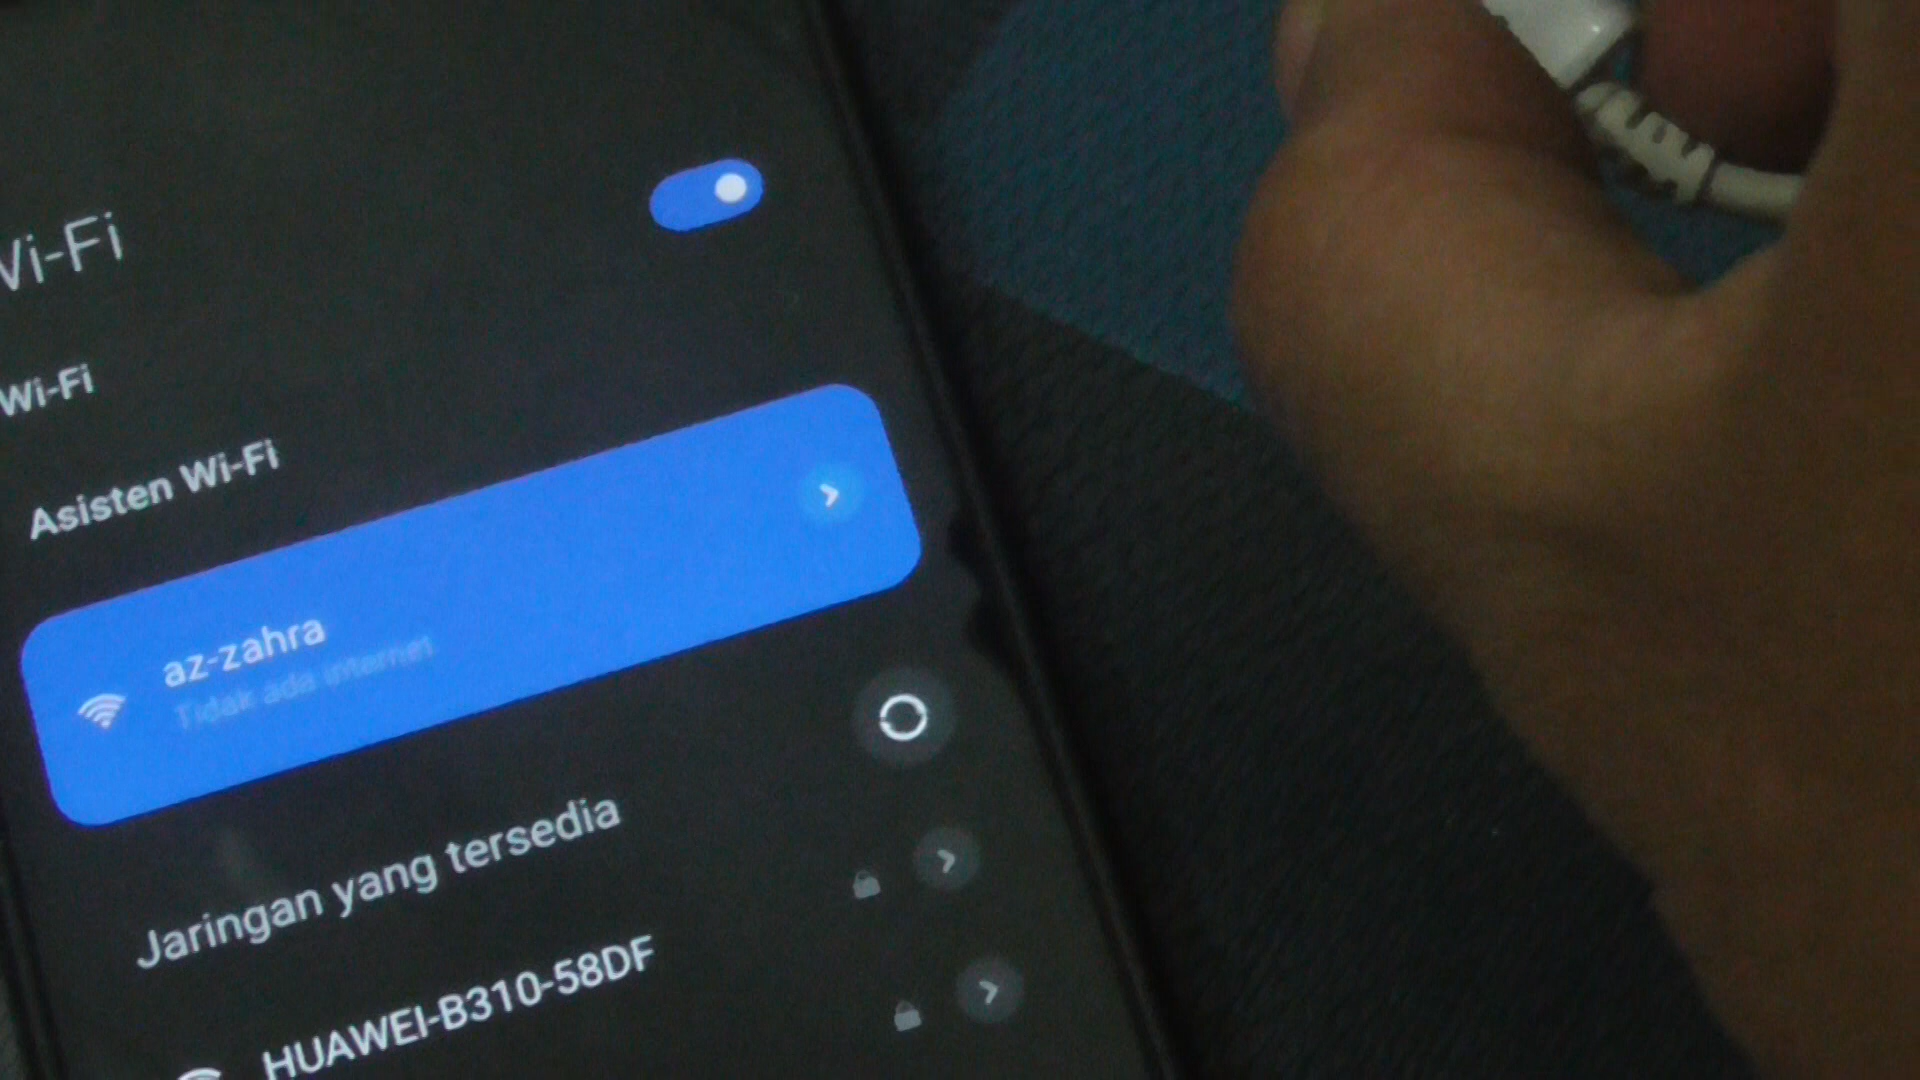 Wi-Fi
Wi-Fi
Asisten Wi-Fi
az-zahra
Tidak ada internet
Jaringan yang tersedia
HUAWEI-B310-58DF